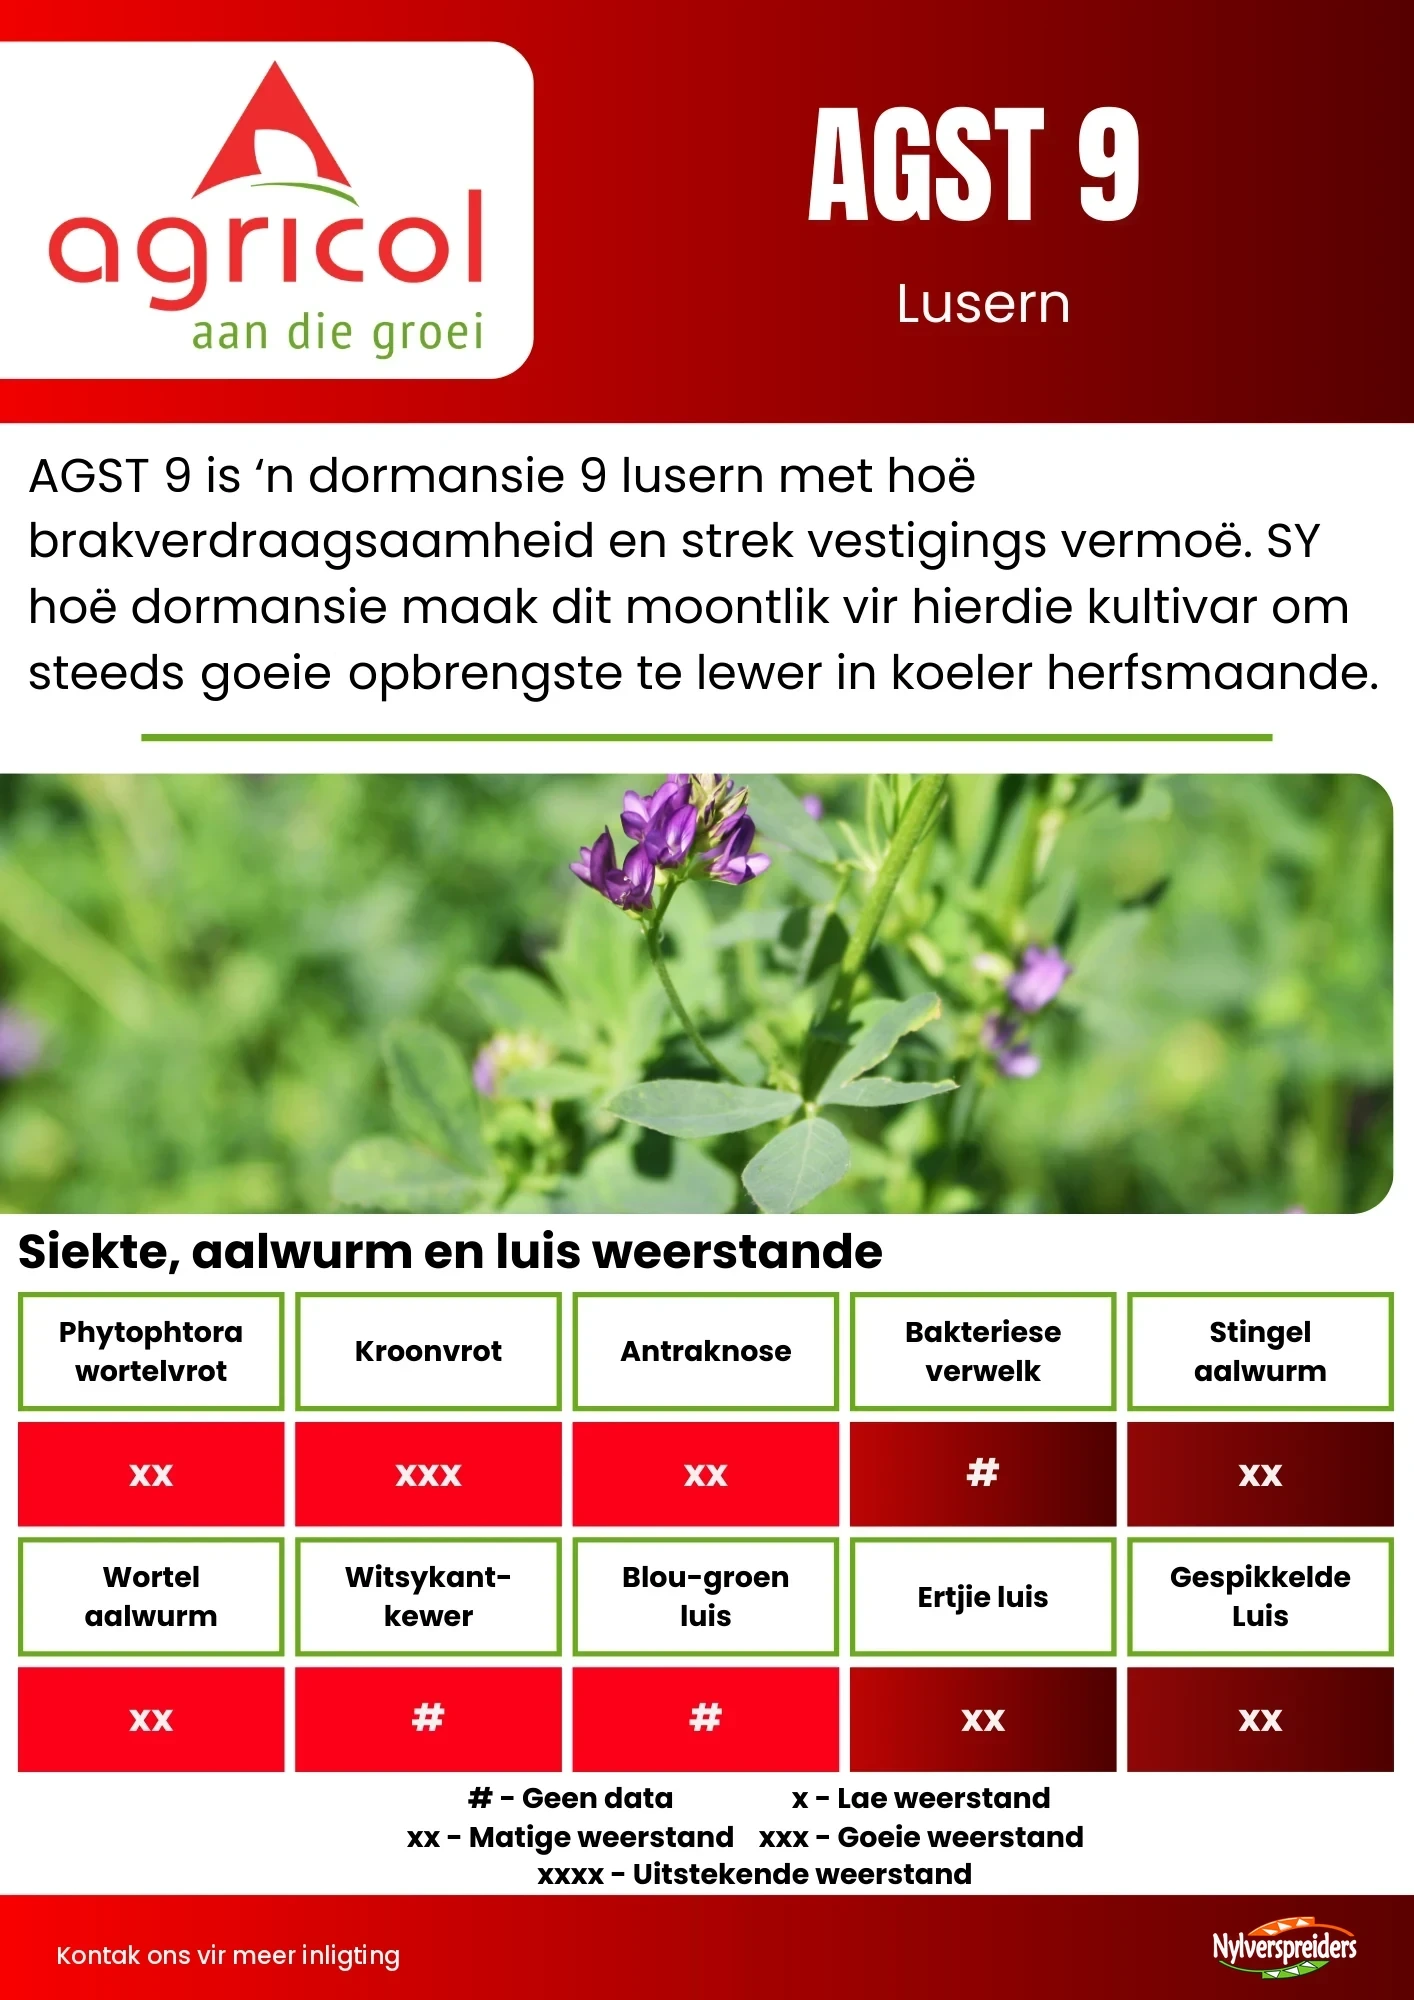 agricol
aan die groei
AGST 9
Lusern
AGST 9 is ‘n dormansie 9 lusern met hoë
brakverdraagsaamheid en strek vestigings vermoë. SY
hoë dormansie maak dit moontlik vir hierdie kultivar om
steeds goeie opbrengste te lewer in koeler herfsmaande.
Siekte, aalwurm en luis weerstande
Phytophtora wortelvrot
Kroonvrot
Antraknose
Bakteriese verwelk
Stingel aalwurm
xx
xxx
xx
#
xx
Wortel aalwurm
Witsykant-kewer
Blou-groen luis
Ertjie luis
Gespikkelde Luis
xx
#
#
xx
xx
# - Geen data x - Lae weerstand
xx - Matige weerstand xxx - Goeie weerstand
xxxx - Uitstekende weerstand
Kontak ons vir meer inligting
Nylverspreiders